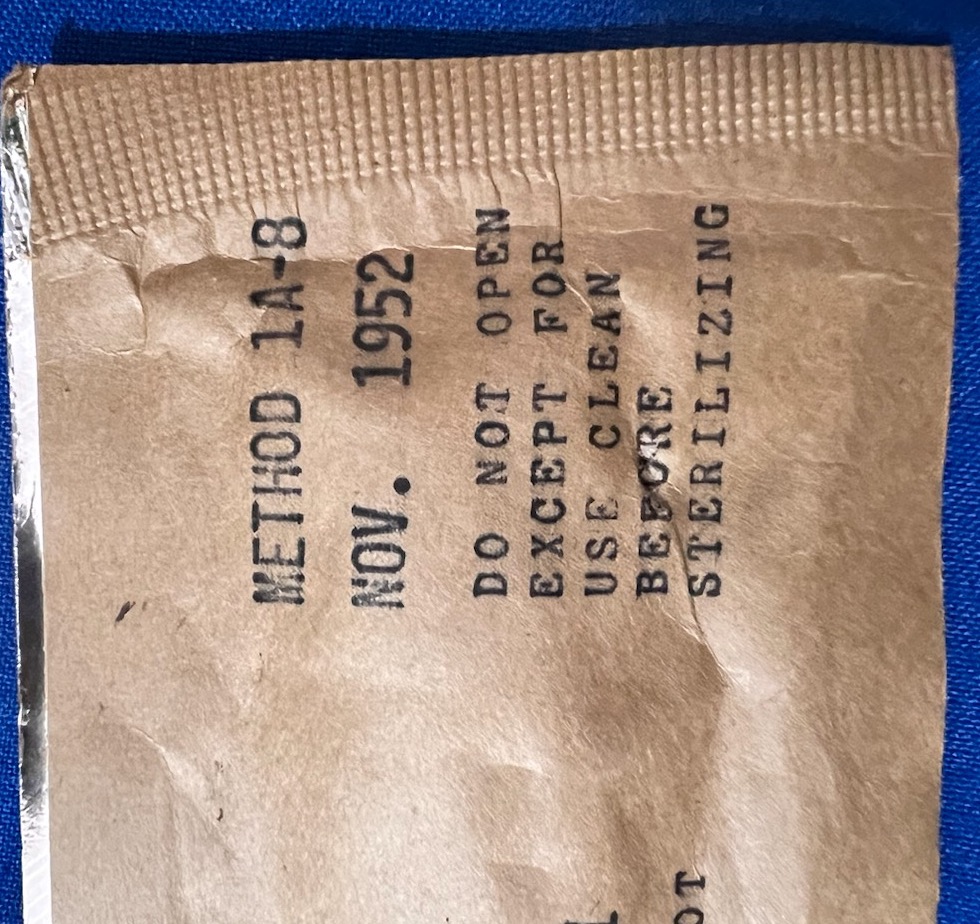 METHOD 1A-8
NOV. 1952
DO NOT OPEN
EXCEPT FOR
USE CLEAN
BEFORE
STERILIZING